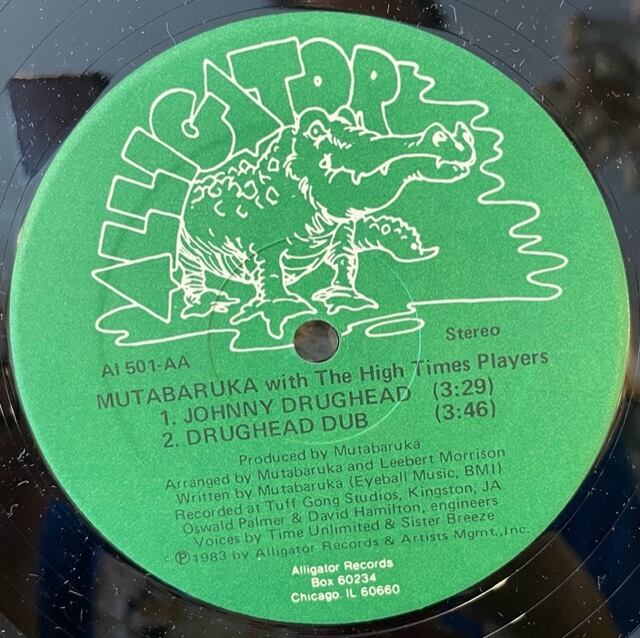 ALLIGATOR
AI 501-AA
Stereo
MUTABARUKA with The High Times Players
1. JOHNNY DRUGHEAD (3:29)
2. DRUGHEAD DUB (3:46)
Produced by Mutabaruka
Arranged by Mutabaruka and Leebert Morrison
Written by Mutabaruka (Eyeball Music, BMI)
Recorded at Tuff Gong Studios, Kingston, JA
Oswald Palmer & David Hamilton, engineers
Voices by Time Unlimited & Sister Breeze
c ℗ 1983 by Alligator Records & Artists Mgmt., Inc.
Alligator Records
Box 60234
Chicago, IL 60660